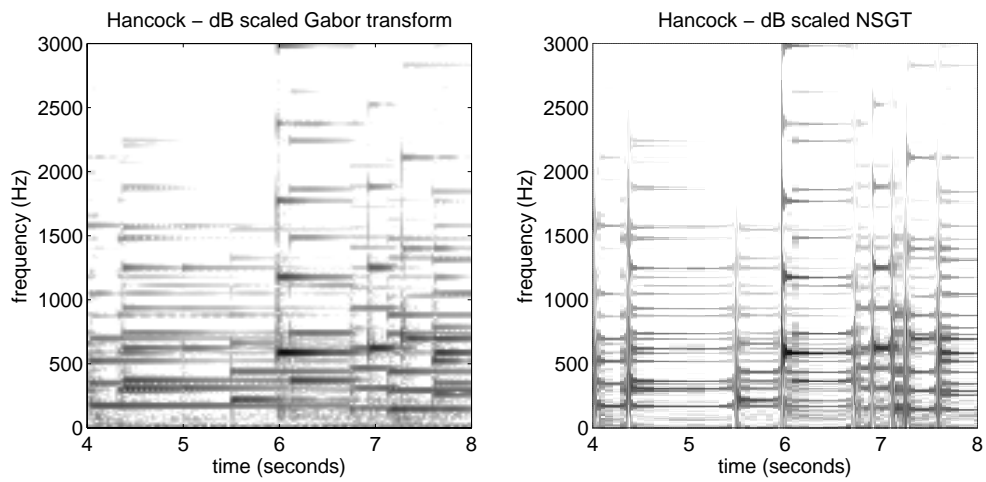 Hancock – dB scaled Gabor transform
3000
2500
2000
1500
1000
500
0
frequency (Hz)
4 5 6 7 8
time (seconds)
Hancock – dB scaled NSGT
3000
2500
2000
1500
1000
500
0
frequency (Hz)
4 5 6 7 8
time (seconds)